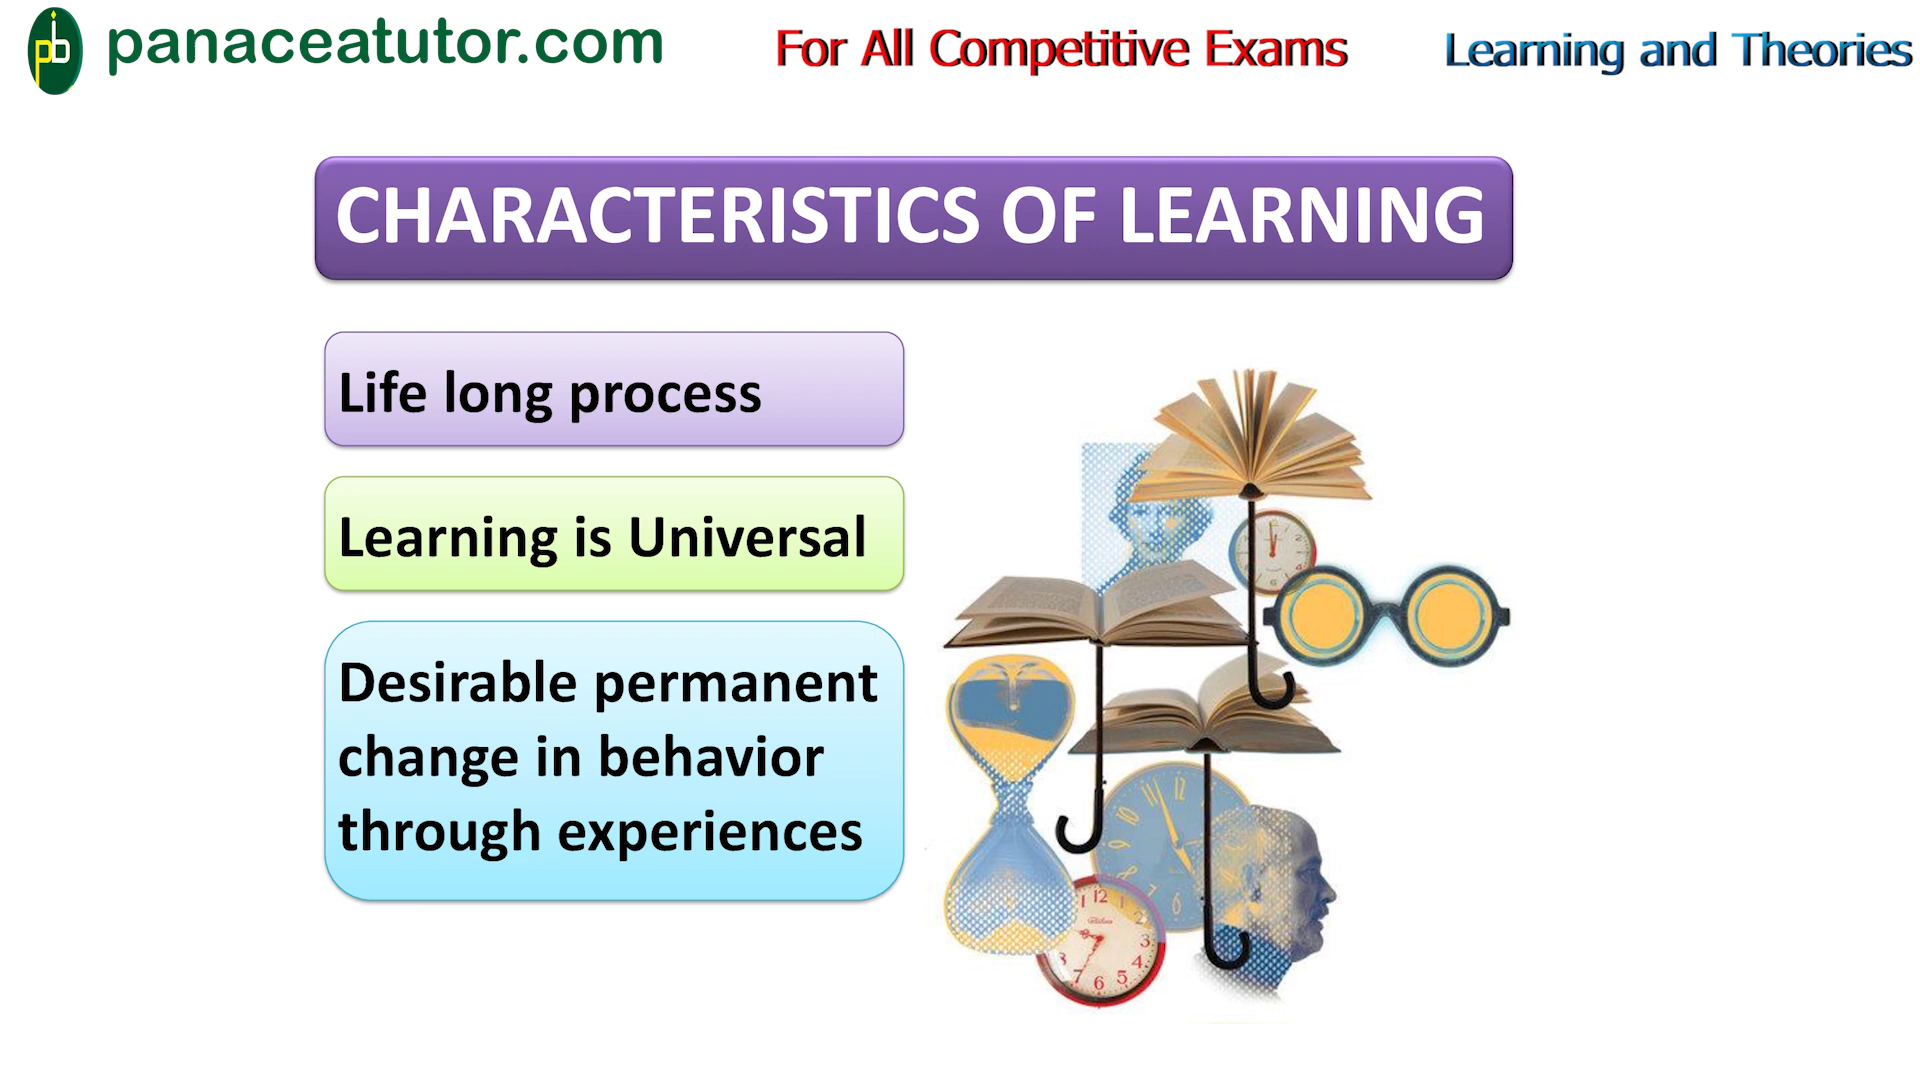 pb panaceatutor.com
For All Competitive Exams
Learning and Theories
CHARACTERISTICS OF LEARNING
Life long process
Learning is Universal
Desirable permanent
change in behavior
through experiences